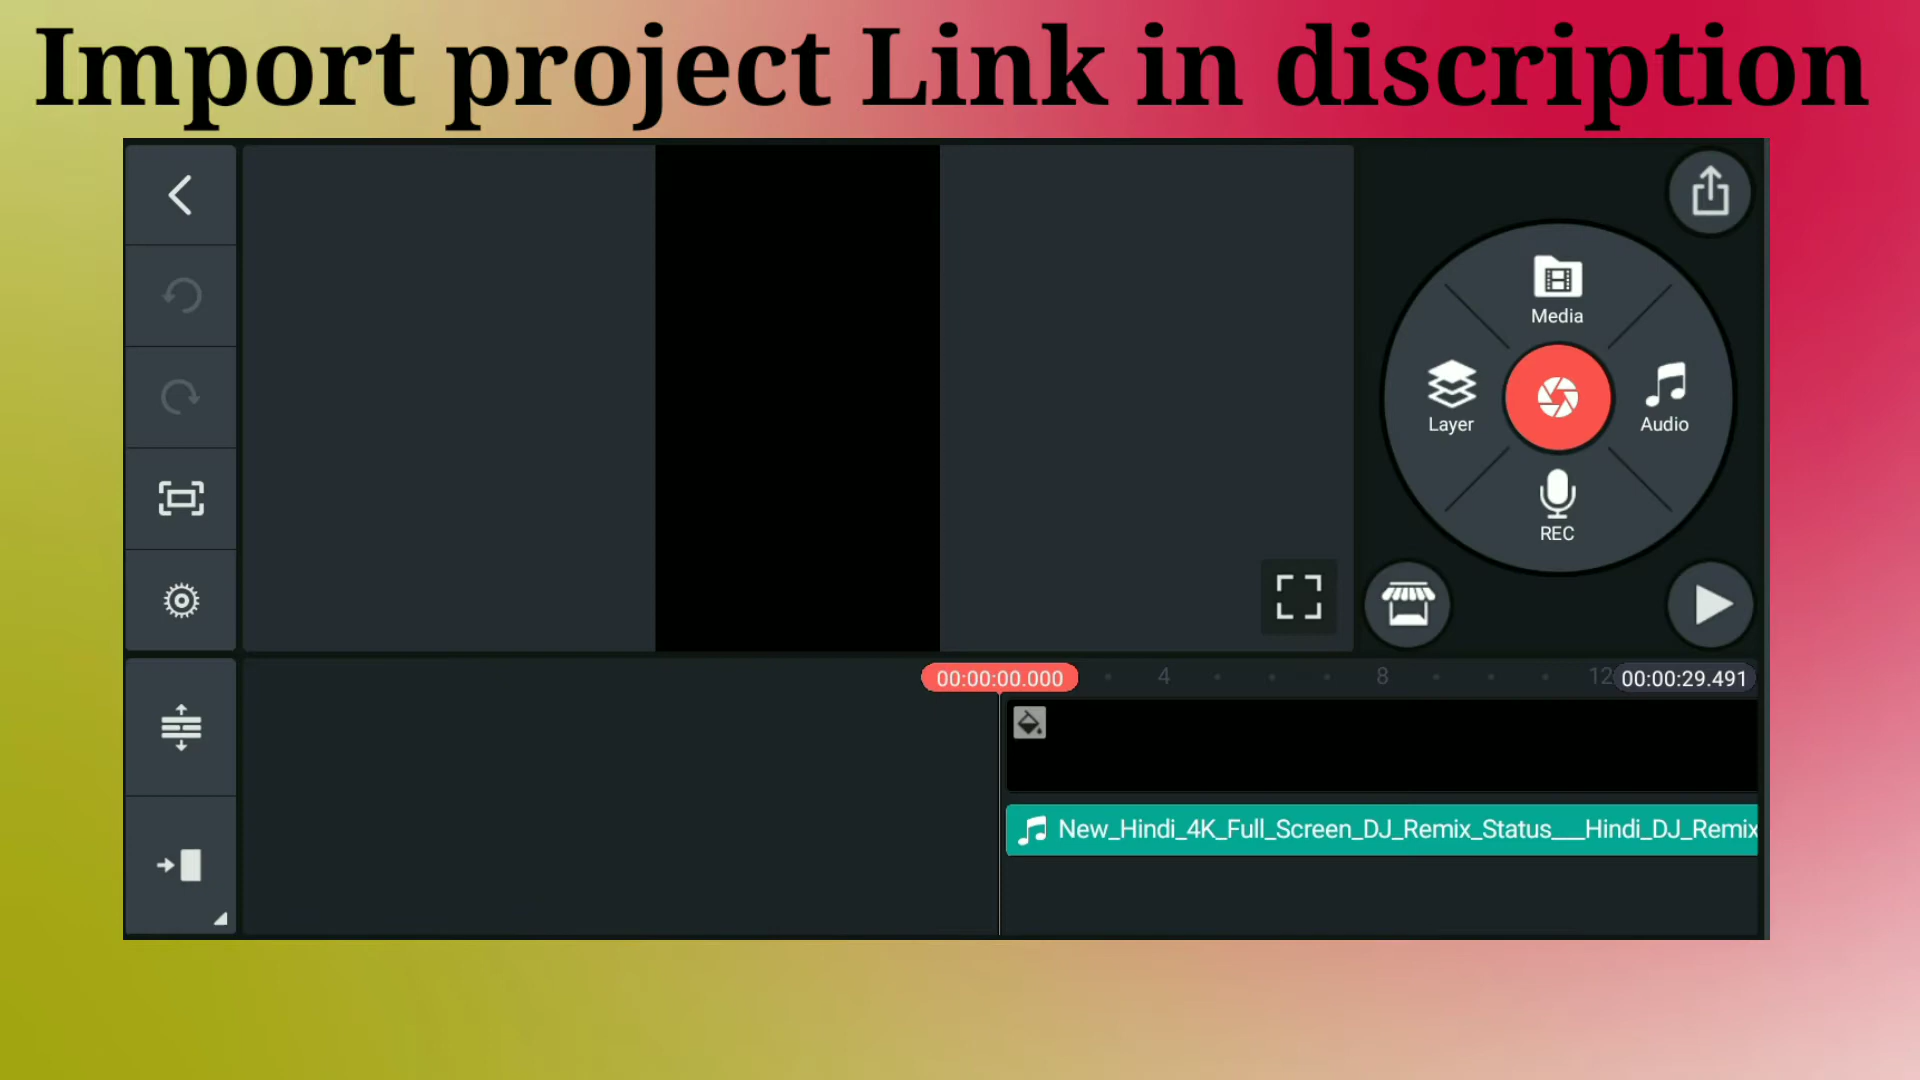 Import project Link in discription
Media
Layer
Audio
REC
00:00:00.000
4
8
12
00:00:29.491
New_Hindi_4K_Full_Screen_DJ_Remix_Status___Hindi_DJ_Remix